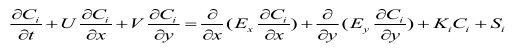 ∂C_i/∂t + U ∂C_i/∂x + V ∂C_i/∂y = ∂/∂x (E_x ∂C_i/∂x) + ∂/∂y (E_y ∂C_i/∂y) + K_i C_i + S_i